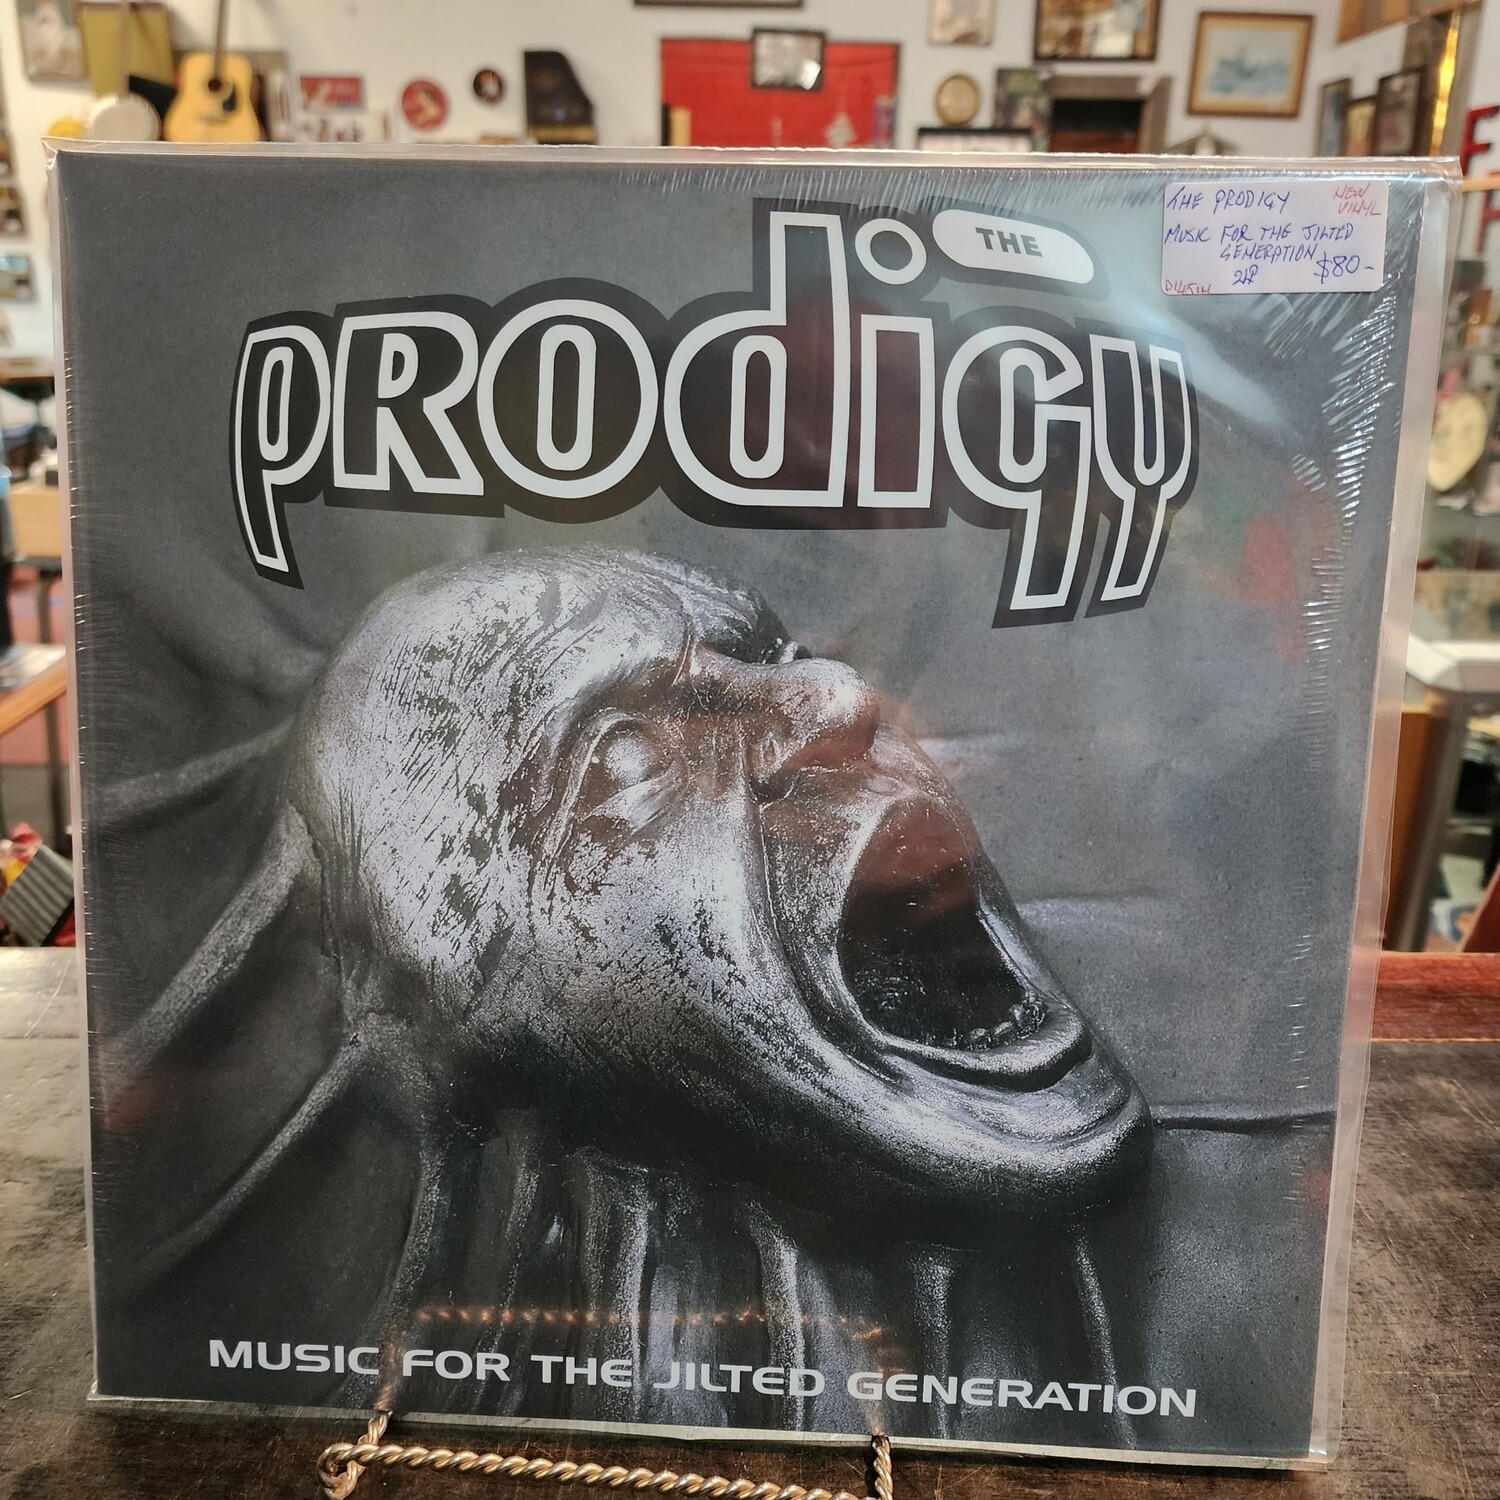 THE
PRODIGY
THE PRODIGY NEW VINYL
MUSIC FOR THE JILTED
GENERATION
2LP $80-
MUSIC FOR THE JILTED GENERATION